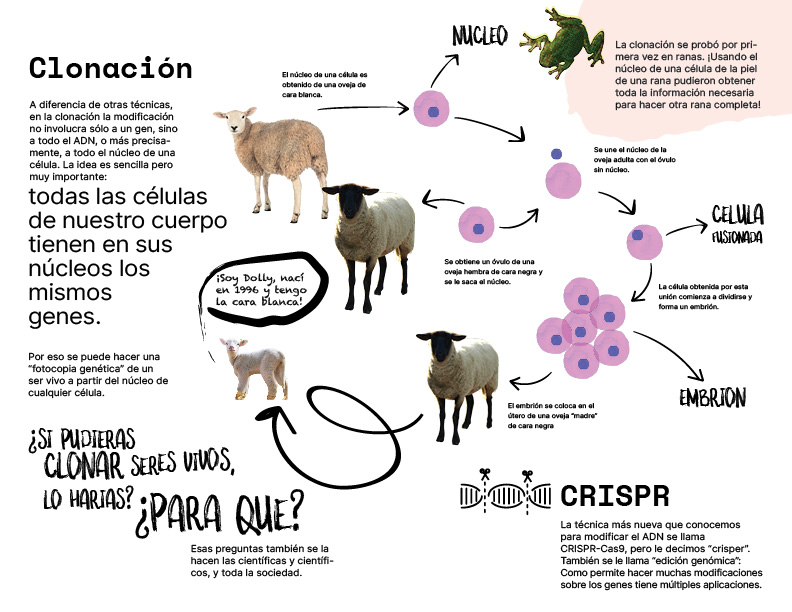 Clonación
A diferencia de otras técnicas,
en la clonación la modificación
no involucra sólo a un gen, sino
a todo el ADN, o más precisa-
mente, a todo el núcleo de una
célula. La idea es sencilla pero
muy importante:
todas las células
de nuestro cuerpo
tienen en sus
núcleos los
mismos
genes.
Por eso se puede hacer una
“fotocopia genética” de un
ser vivo a partir del núcleo de
cualquier célula.
¿SI PUDIERAS
CLONAR SERES VIVOS,
LO HARIAS? ¿PARA QUE?
Esas preguntas también se la
hacen las científicas y científi-
cos, y toda la sociedad.
El núcleo de una célula es
obtenido de una oveja de
cara blanca.
NUCLEO
La clonación se probó por pri-
mera vez en ranas. ¡Usando el
núcleo de una célula de la piel
de una rana pudieron obtener
toda la información necesaria
para hacer otra rana completa!
Se une el núcleo de la
oveja adulta con el óvulo
sin núcleo.
CELULA
FUSIONADA
Se obtiene un óvulo de una
oveja hembra de cara negra y
se le saca el núcleo.
La célula obtenida por esta
unión comienza a dividirse y
forma un embrión.
EMBRION
El embrión se coloca en el
útero de una oveja “madre”
de cara negra
¡Soy Dolly, nací
en 1996 y tengo
la cara blanca!
CRISPR
La técnica más nueva que conocemos
para modificar el ADN se llama
CRISPR-Cas9, pero le decimos “crisper”.
También se le llama “edición genómica”:
Como permite hacer muchas modificaciones
sobre los genes tiene múltiples aplicaciones.